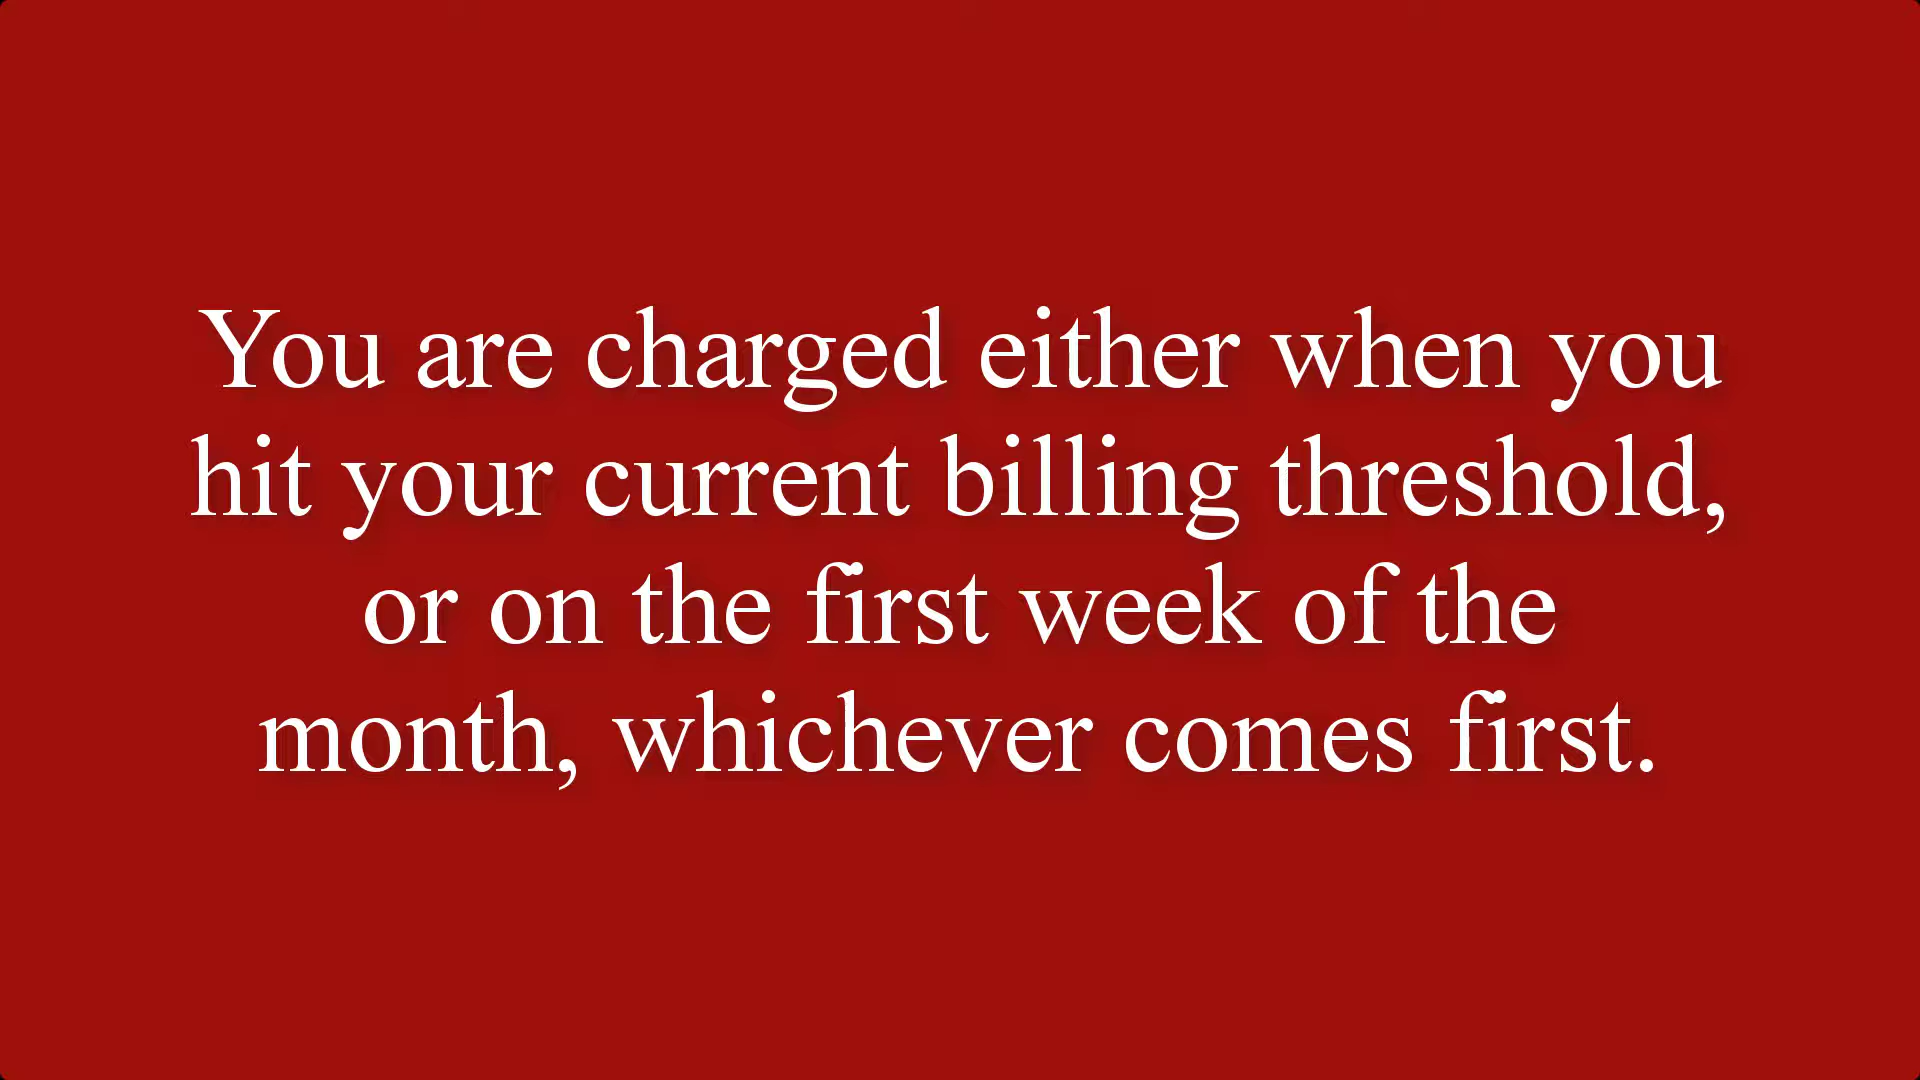 You are charged either when you
hit your current billing threshold,
or on the first week of the
month, whichever comes first.